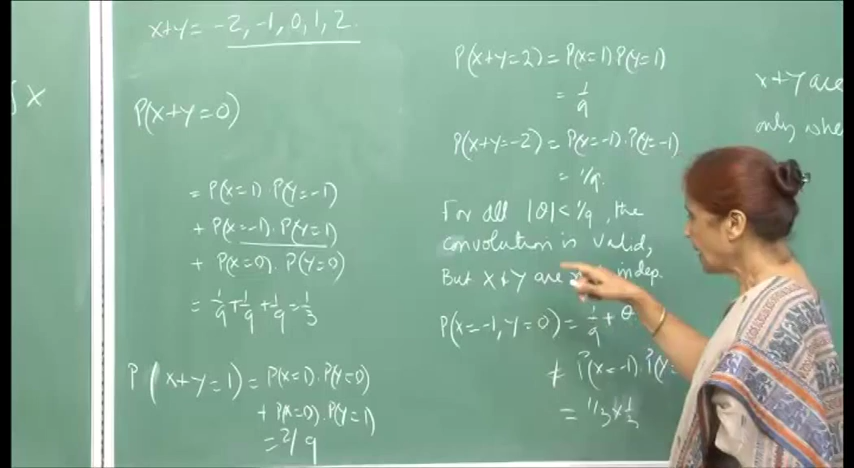 ∫ X
x+y = -2, -1, 0, 1, 2.
P(X+Y=0)
= P(X=1) · P(Y=-1)
+ P(X=-1) · P(Y=1)
+ P(X=0) · P(Y=0)
= 1/9 + 1/9 + 1/9 = 1/3
P(X+Y=1) = P(X=1) · P(Y=0)
+ P(X=0) · P(Y=1)
= 2/9
P(X+Y=2) = P(X=1) P(Y=1)
= 1/9
P(X+Y=-2) = P(X=-1) · P(Y=-1)
= 1/9.
For all |θ| < 1/9, the
convolution is valid,
But X + Y are indep.
P(X=-1, Y=0) = 1/9 + θ
≠ P(X=-1) · P(Y=
= 1/3 × 1/3
X + Y are
only whe